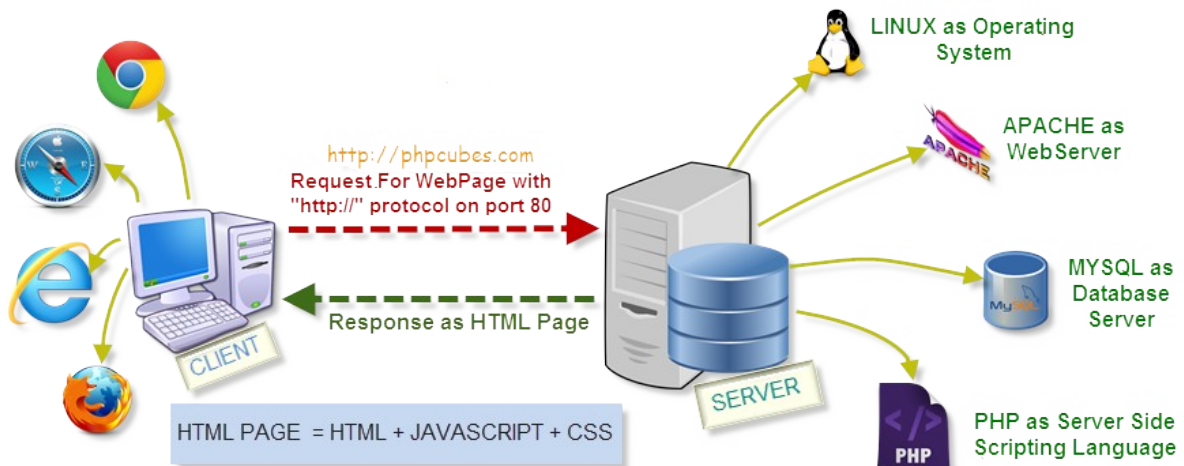 LINUX as Operating
System
APACHE as
WebServer
APACHE
http://phpcubes.com
Request.For WebPage with
"http://" protocol on port 80
Response as HTML Page
MYSQL as
Database
Server
MySQL
CLIENT
SERVER
HTML PAGE = HTML + JAVASCRIPT + CSS
PHP as Server Side
Scripting Language
</>
PHP
N
W
E